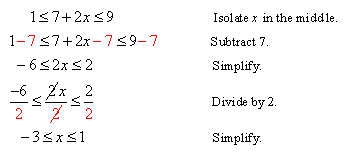 1≤7+2x≤9 Isolate x in the middle.
1−7≤7+2x−7≤9−7 Subtract 7.
−6≤2x≤2 Simplify.
−6/2≤2x/2≤2/2 Divide by 2.
−3≤x≤1 Simplify.